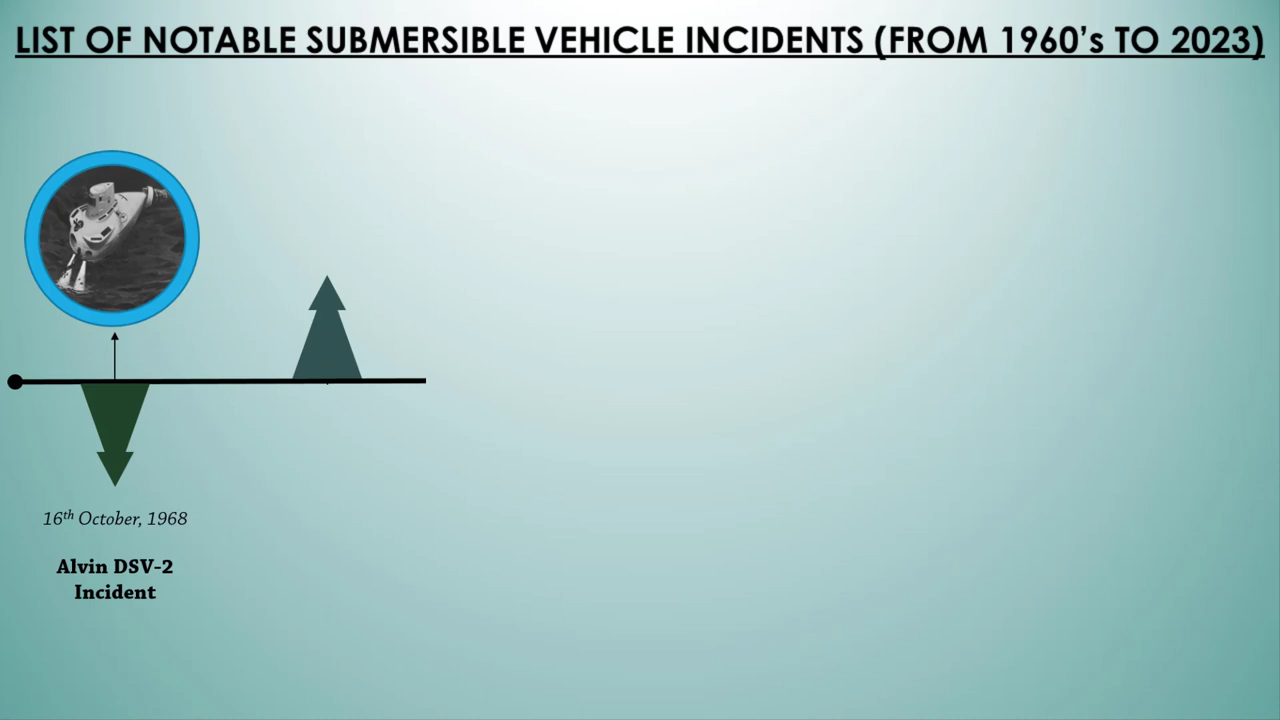 LIST OF NOTABLE SUBMERSIBLE VEHICLE INCIDENTS (FROM 1960's TO 2023)
16th October, 1968
Alvin DSV-2
Incident